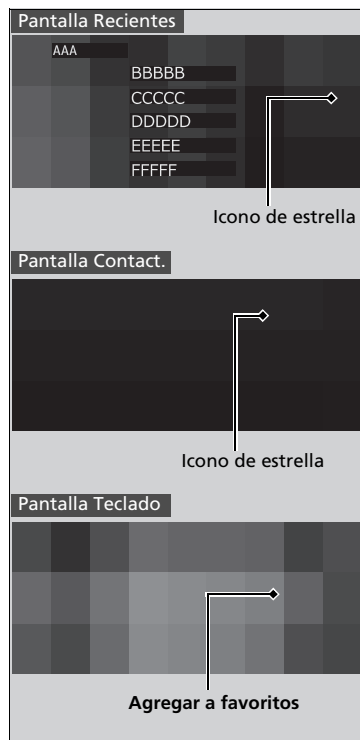 Pantalla Recientes
AAA
BBBBB
CCCCC
DDDDD
EEEEE
FFFFF
Icono de estrella
Pantalla Contact.
Icono de estrella
Pantalla Teclado
Agregar a favoritos